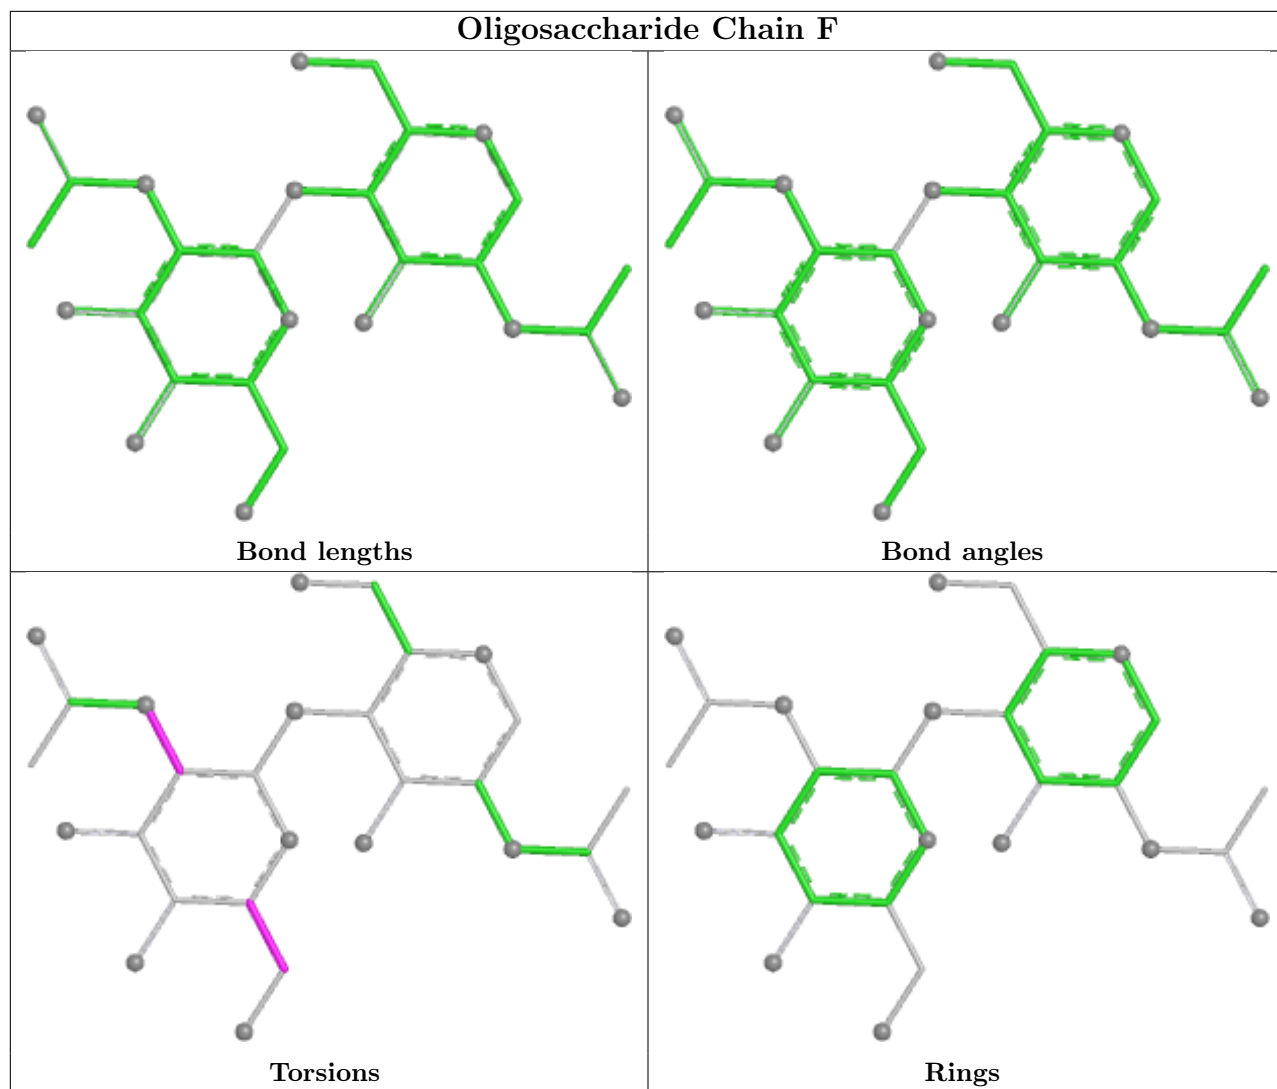 Oligosaccharide Chain F
Bond lengths
Bond angles
Torsions
Rings